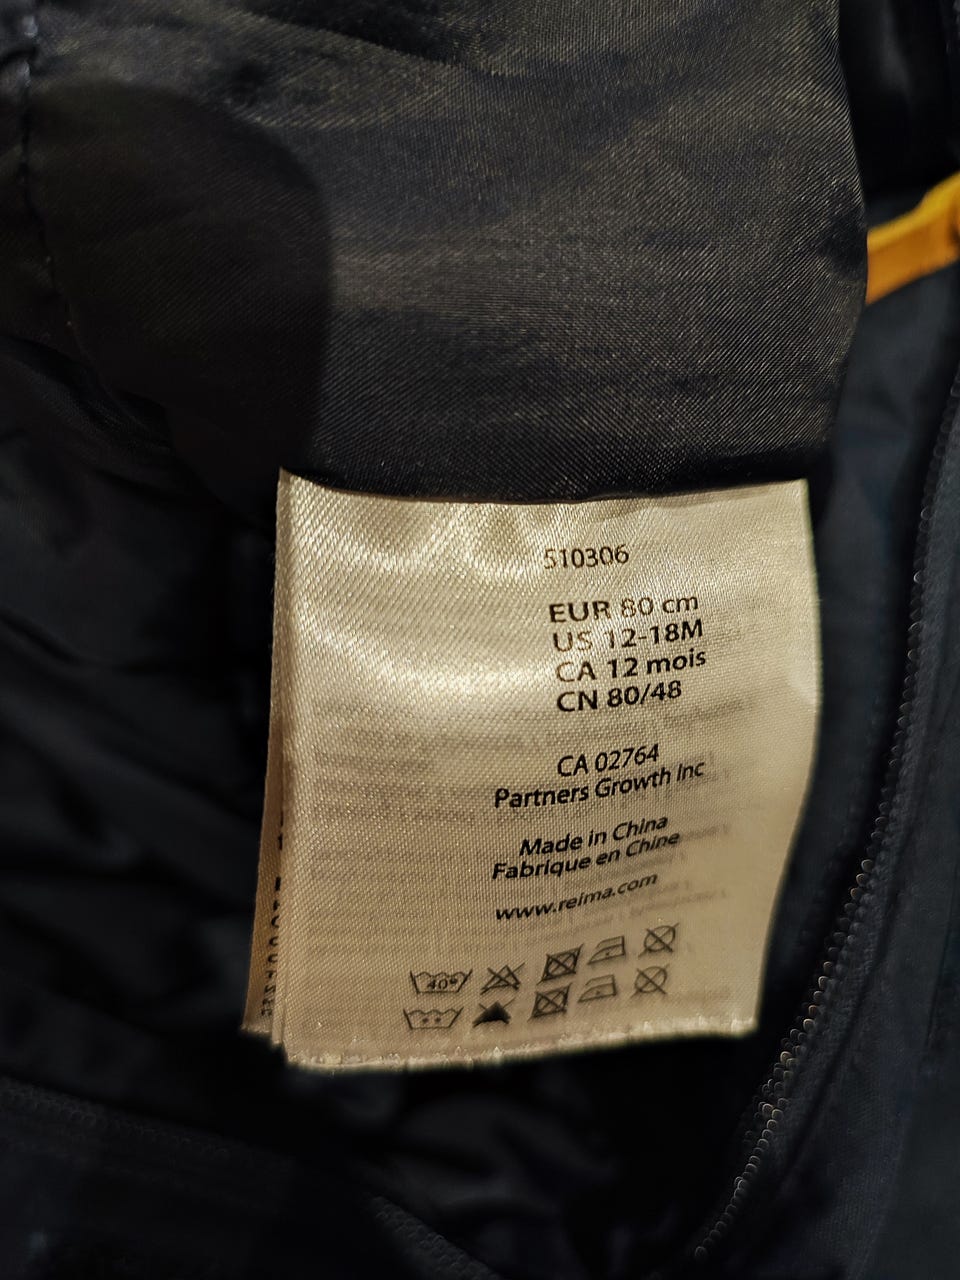 510306
EUR 80 cm
US 12-18M
CA 12 mois
CN 80/48
CA 02764
Partners Growth Inc
Made in China
Fabrique en Chine
www.reima.com
40°